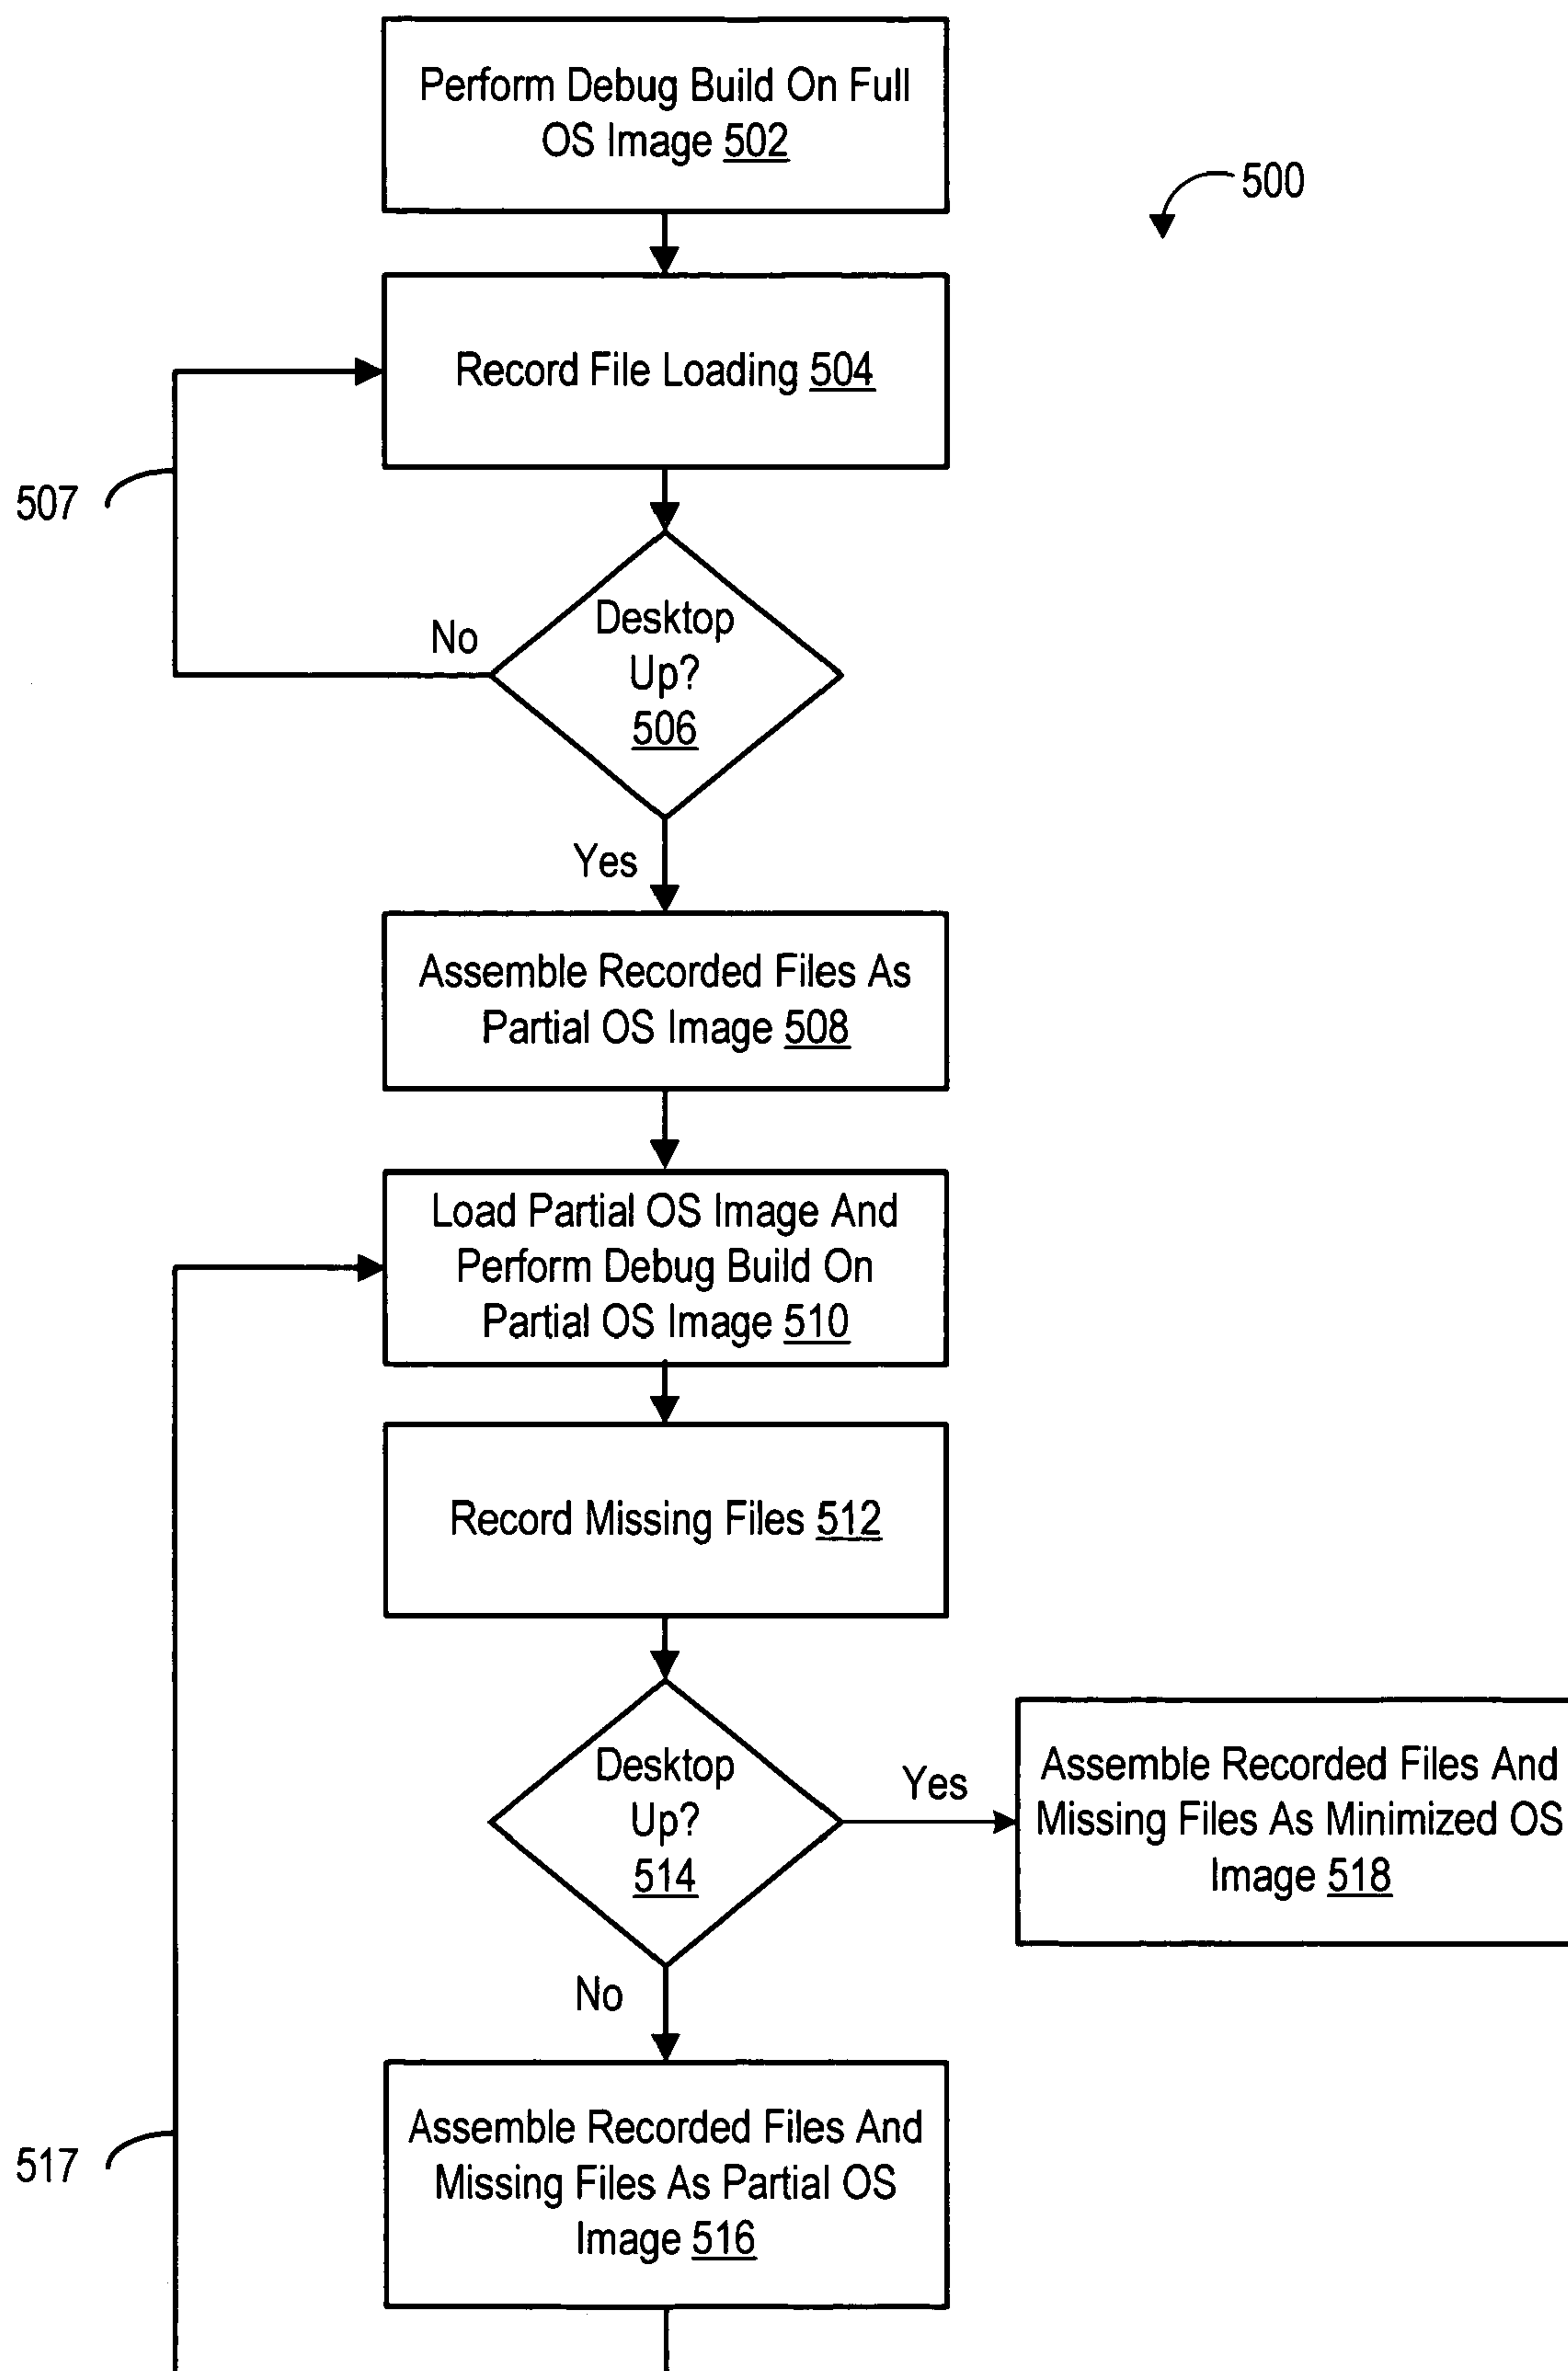 Perform Debug Build On Full
OS Image 502
500
Record File Loading 504
507
No
Desktop
Up?
506
Yes
Assemble Recorded Files As
Partial OS Image 508
Load Partial OS Image And
Perform Debug Build On
Partial OS Image 510
Record Missing Files 512
Desktop
Up?
514
Yes
Assemble Recorded Files And
Missing Files As Minimized OS
Image 518
No
Assemble Recorded Files And
Missing Files As Partial OS
Image 516
517